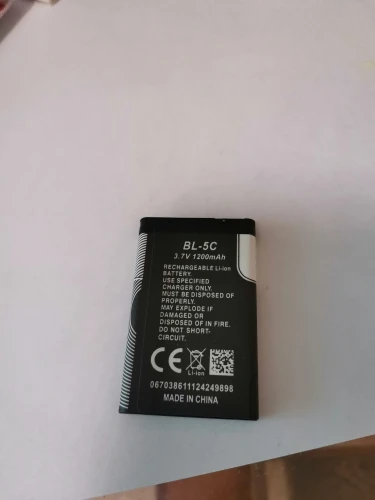 BL-5C
3.7V 1200mAh
RECHARGEABLE Li-ion
BATTERY.
USE SPECIFIED
CHARGER ONLY.
MUST BE DISPOSED OF
PROPERLY.
MAY EXPLODE IF
DAMAGED OR
DISPOSED OF IN FIRE.
DO NOT SHORT-
CIRCUIT.
CE
Li-ion
067038611124249898
MADE IN CHINA